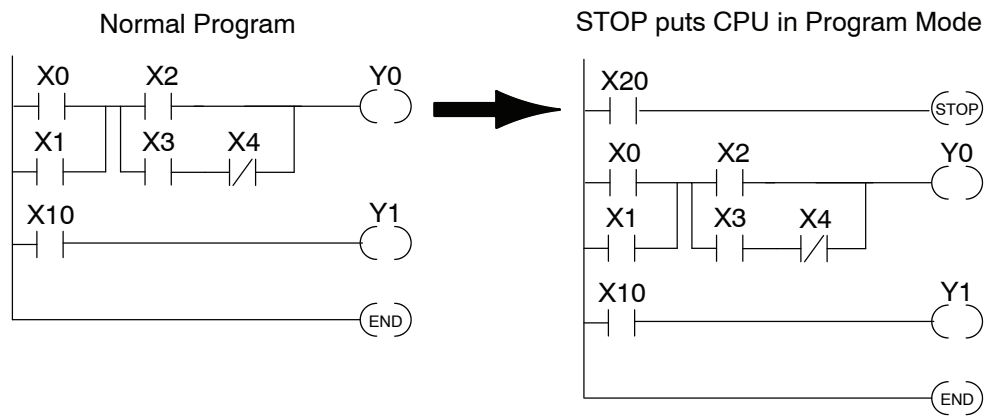 Normal Program
X0 X2 Y0
X1 X3 X4
X10 Y1
END
STOP puts CPU in Program Mode
X20
STOP
X0 X2 Y0
X1 X3 X4
X10 Y1
END